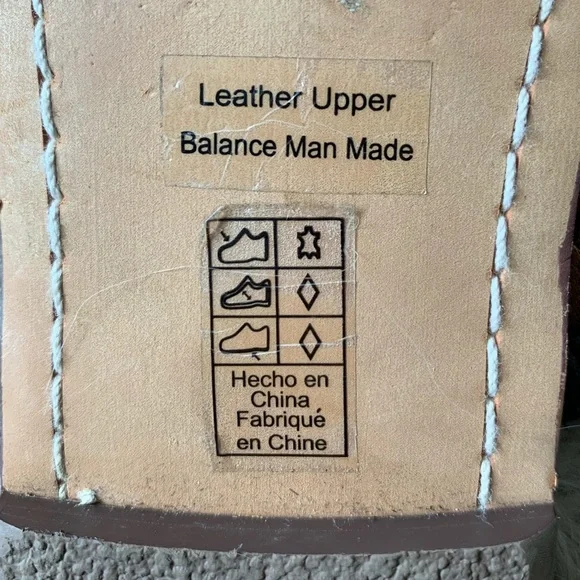 Leather Upper
Balance Man Made
Hecho en
China
Fabriqué
en Chine